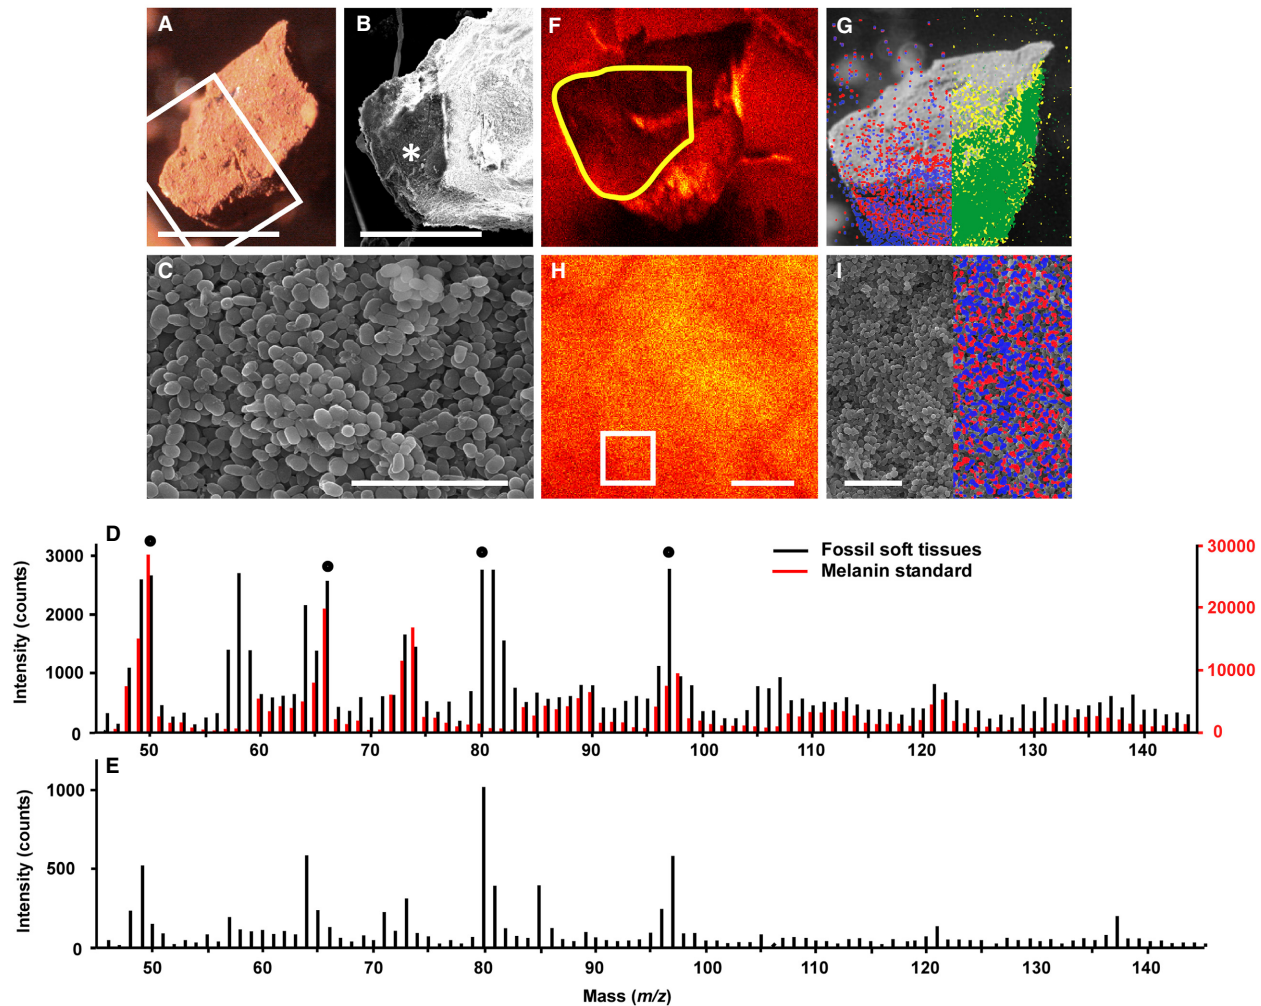 A
B
F
G
*
C
H
I
D
Intensity (counts)
3000
2000
1000
0
Fossil soft tissues
Melanin standard
30000
20000
10000
0
50 60 70 80 90 100 110 120 130 140
E
Intensity (counts)
1000
500
0
50 60 70 80 90 100 110 120 130 140
Mass (m/z)